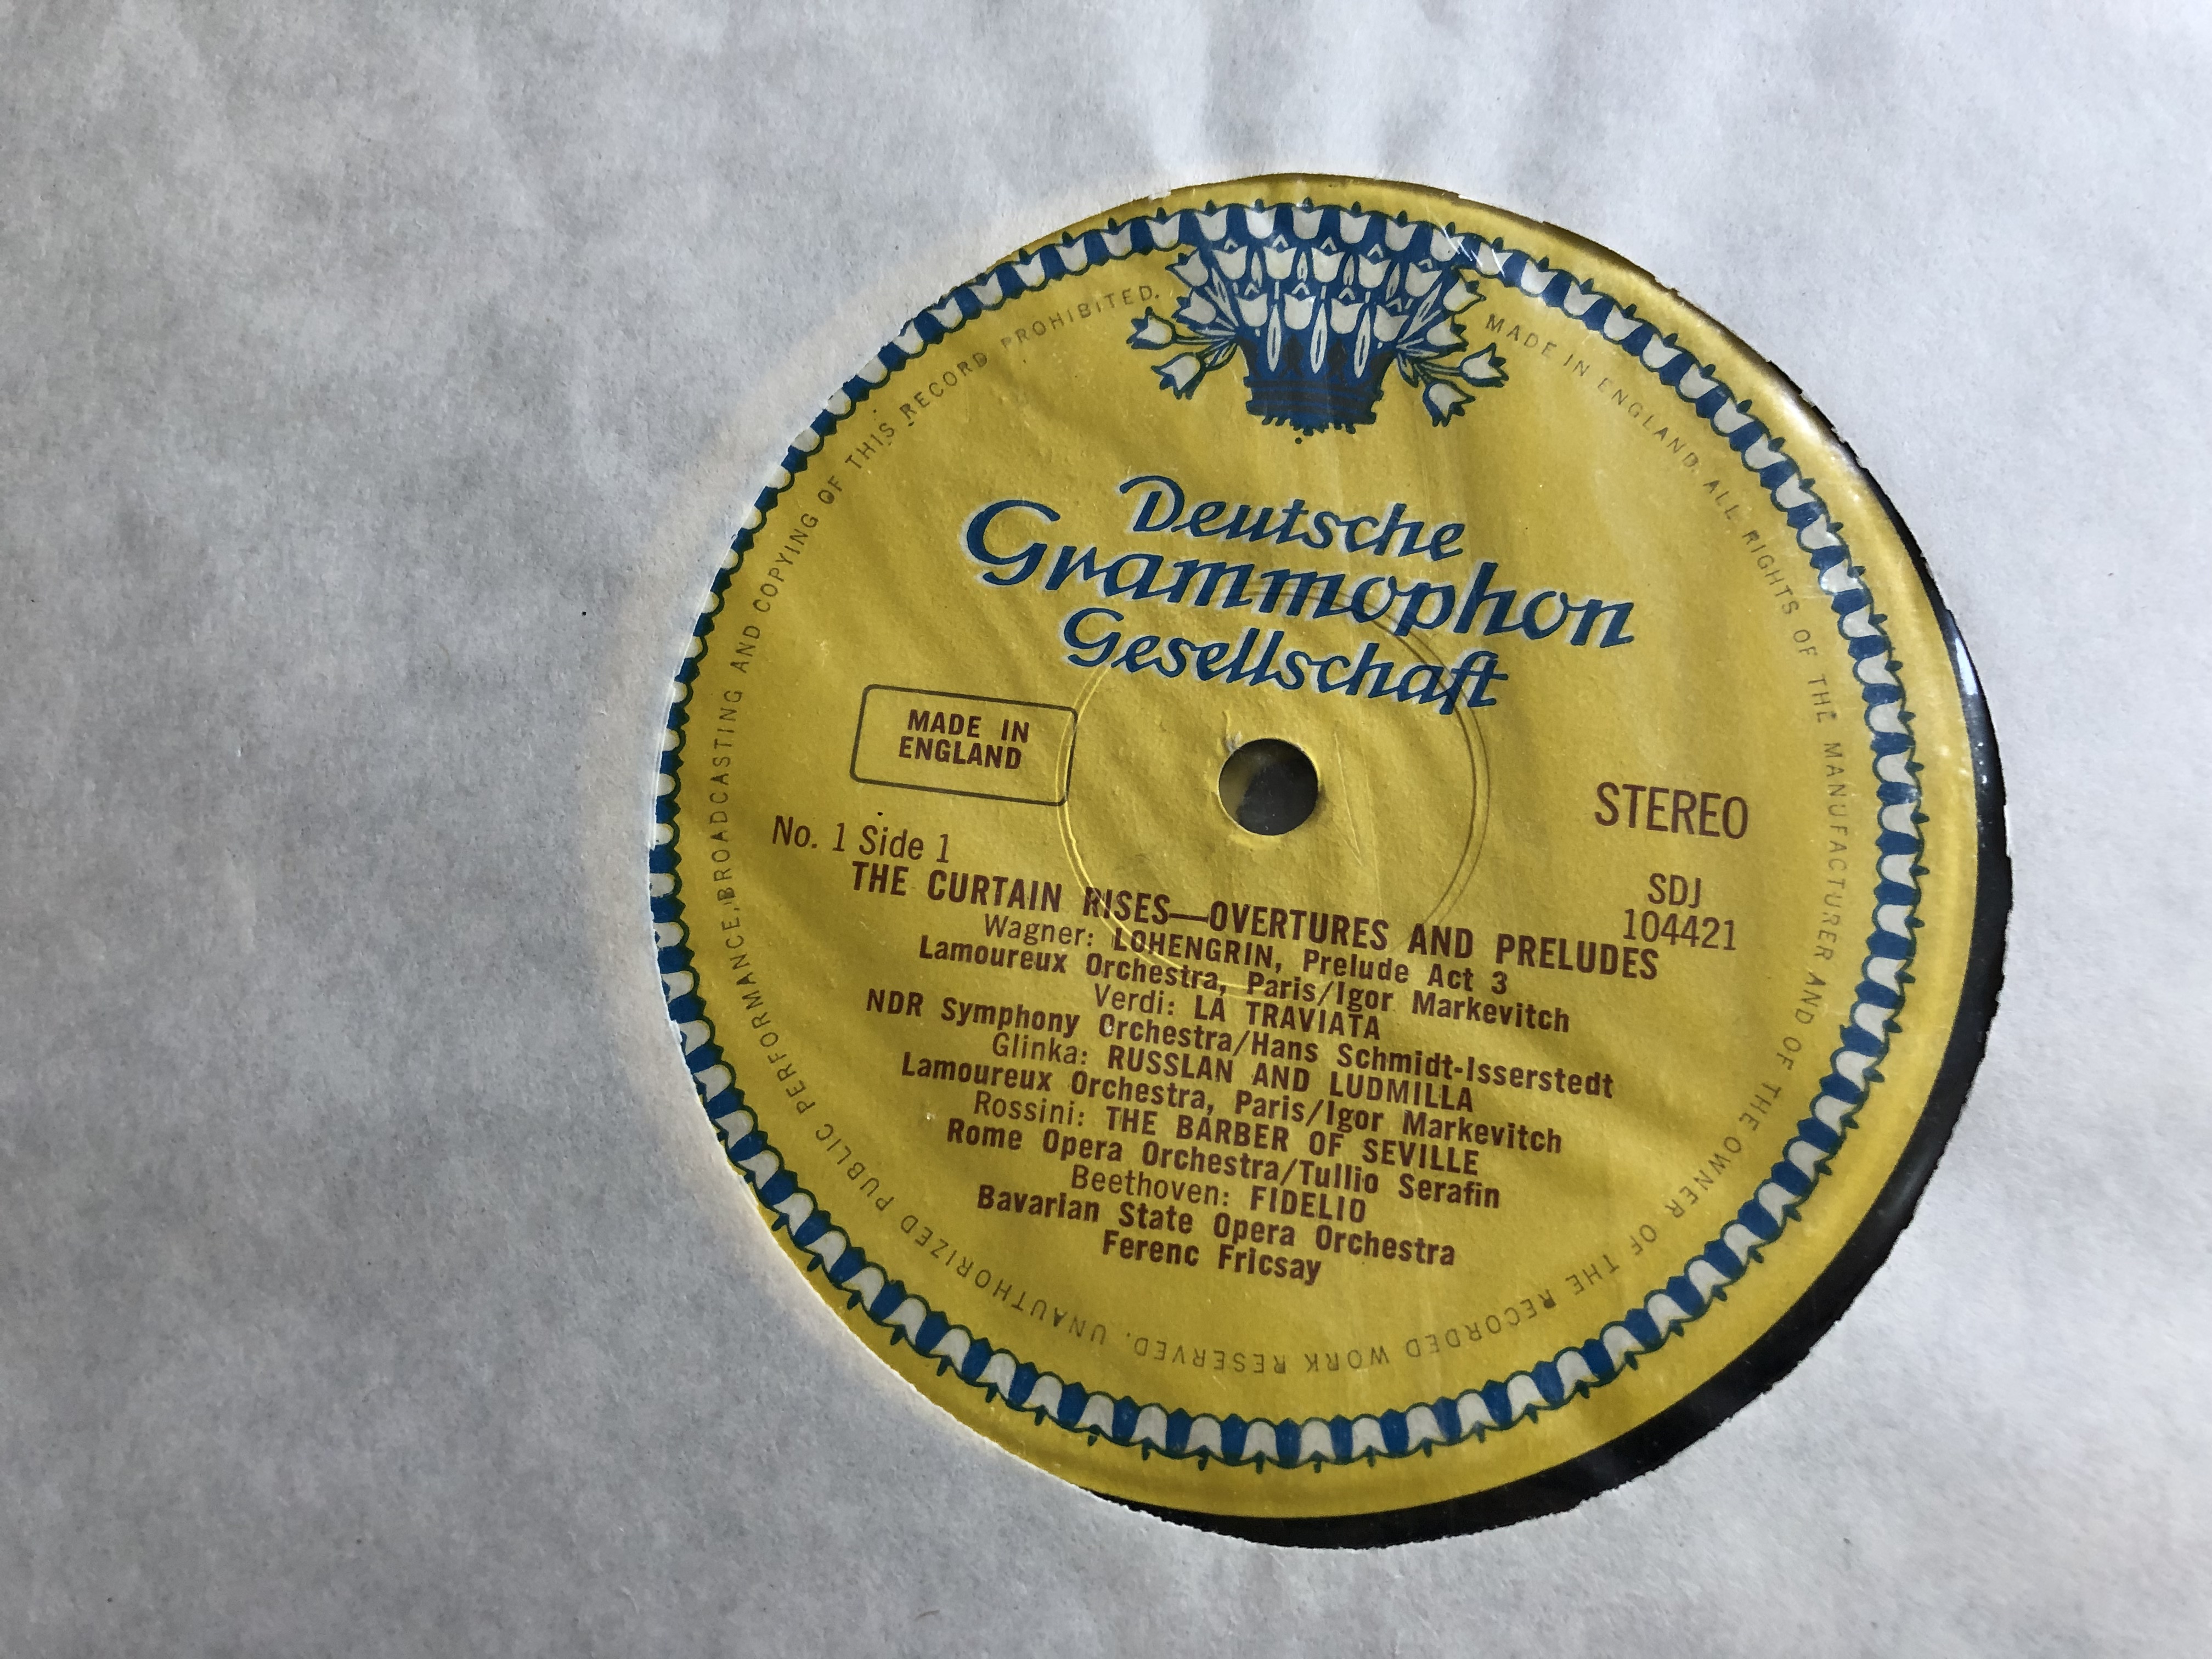 Deutsche
Grammophon
Gesellschaft
MADE IN
ENGLAND
STEREO
SDJ
104421
No. 1 Side 1
THE CURTAIN RISES—OVERTURES AND PRELUDES
Wagner: LOHENGRIN, Prelude Act 3
Lamoureux Orchestra, Paris/Igor Markevitch
Verdi: LA TRAVIATA
NDR Symphony Orchestra/Hans Schmidt-Isserstedt
Glinka: RUSSLAN AND LUDMILLA
Lamoureux Orchestra, Paris/Igor Markevitch
Rossini: THE BARBER OF SEVILLE
Rome Opera Orchestra/Tullio Serafin
Beethoven: FIDELIO
Bavarian State Opera Orchestra
Ferenc Fricsay
MADE IN ENGLAND. ALL RIGHTS OF THE MANUFACTURER AND OF THE OWNER OF THE RECORDED WORK RESERVED. UNAUTHORIZED PUBLIC PERFORMANCE, BROADCASTING AND COPYING OF THIS RECORD PROHIBITED.